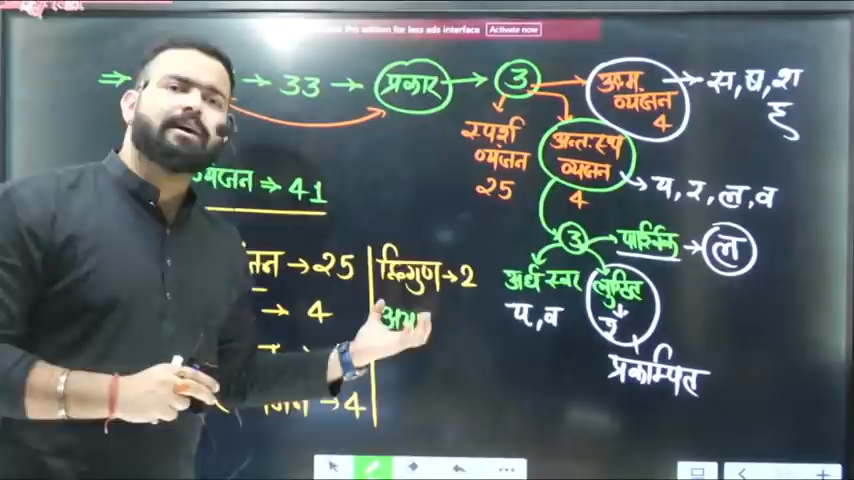 Pro edition for less ads interface Activate now
⇒ → 33 → प्रकार → 3
ऊष्म व्यंजन 4 → स, ष, श
ह
स्पर्श व्यंजन 25
अन्तःस्थ व्यंजन 4 → य, र, ल, व
व्यंजन ⇒ 41
3 → पार्श्विक → ल
→ 25
द्विगुण → 2
अर्ध स्वर
य, व
लुण्ठित
र
→ 4
प्रकम्पित
→ 4